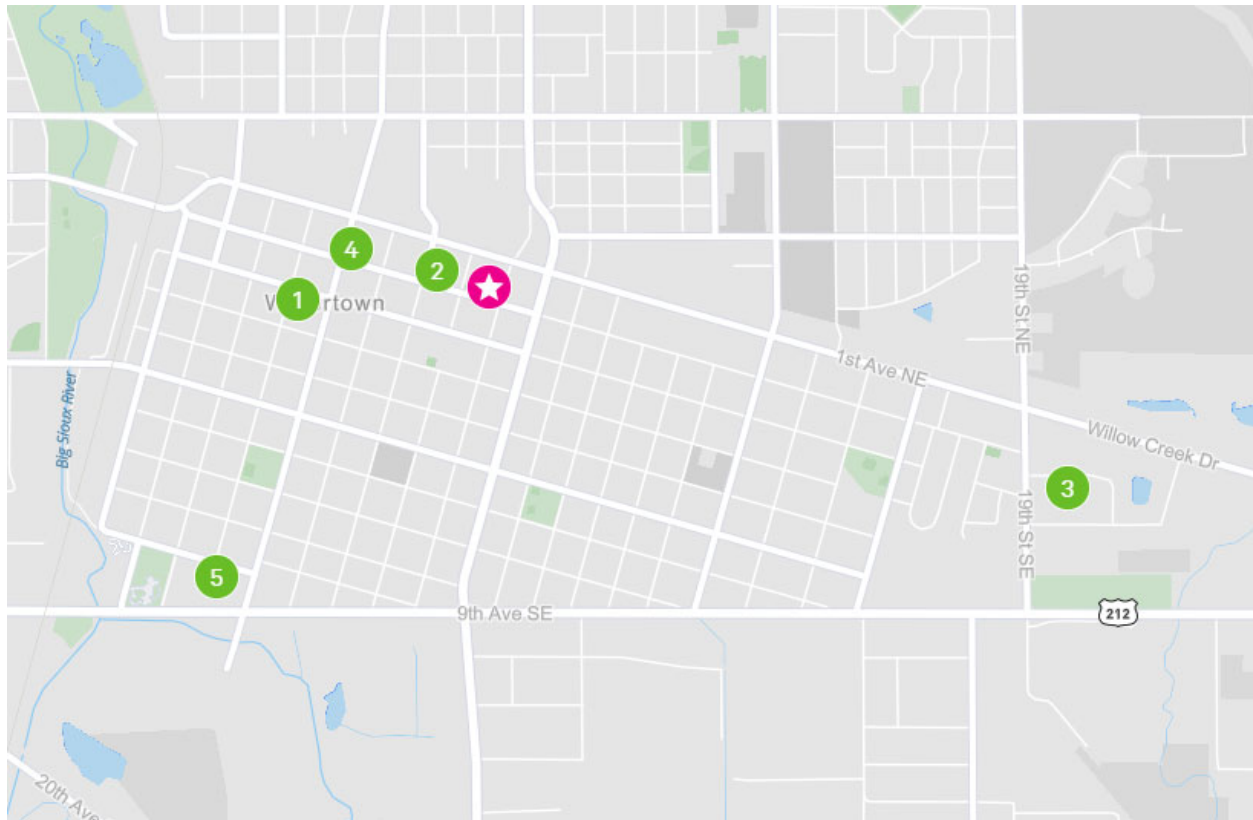 4
2
1
Watertown
19th St NE
1st Ave NE
Willow Creek Dr
Big Sioux River
3
19th St SE
5
9th Ave SE
212
20th Ave